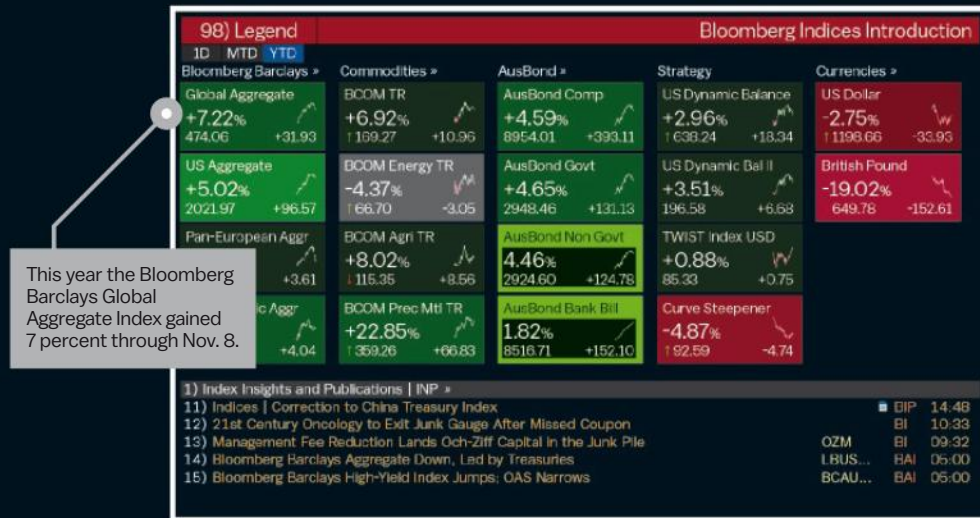 98) Legend
Bloomberg Indices Introduction
1D MTD YTD
Bloomberg Barclays »
Commodities »
AusBond »
Strategy
Currencies »
Global Aggregate
+7.22%
474.06 +31.93
BCOM TR
+6.92%
↑169.27 +10.96
AusBond Comp
+4.59%
8954.01 +393.11
US Dynamic Balance
+2.96%
↑638.24 +18.34
US Dollar
-2.75%
↑1198.66 -33.93
US Aggregate
+5.02%
2021.97 +96.57
BCOM Energy TR
-4.37%
↑66.70 -3.05
AusBond Govt
+4.65%
2948.46 +131.13
US Dynamic Bal II
+3.51%
196.58 +6.68
British Pound
-19.02%
649.78 -152.61
Pan-European Aggr
+3.61
BCOM Agri TR
+8.02%
↓115.35 +8.56
AusBond Non Govt
4.46%
2924.60 +124.78
TWIST Index USD
+0.88%
85.33 +0.75
ic Aggr
+4.04
BCOM Prec Mtl TR
+22.85%
↑359.26 +66.83
AusBond Bank Bill
1.82%
8516.71 +152.10
Curve Steepener
-4.87%
↑92.59 -4.74
This year the Bloomberg
Barclays Global
Aggregate Index gained
7 percent through Nov. 8.
1) Index Insights and Publications | INP »
11) Indices | Correction to China Treasury Index BIP 14:48
12) 21st Century Oncology to Exit Junk Gauge After Missed Coupon BI 10:33
13) Management Fee Reduction Lands Och-Ziff Capital in the Junk Pile OZM BI 09:32
14) Bloomberg Barclays Aggregate Down, Led by Treasuries LBUS... BAI 05:00
15) Bloomberg Barclays High-Yield Index Jumps; OAS Narrows BCAU... BAI 05:00